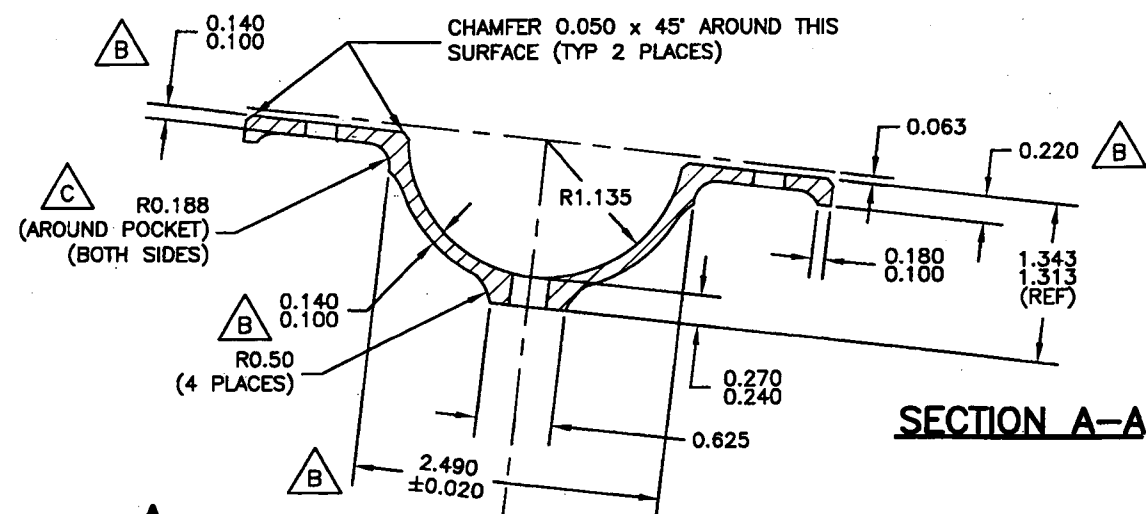 0.140
0.100
B
CHAMFER 0.050 x 45° AROUND THIS
SURFACE (TYP 2 PLACES)
0.063
0.220
B
C
R0.188
(AROUND POCKET)
(BOTH SIDES)
R1.135
0.180
0.100
1.343
1.313
(REF)
B
0.140
0.100
R0.50
(4 PLACES)
0.270
0.240
SECTION A-A
0.625
B
2.490
±0.020